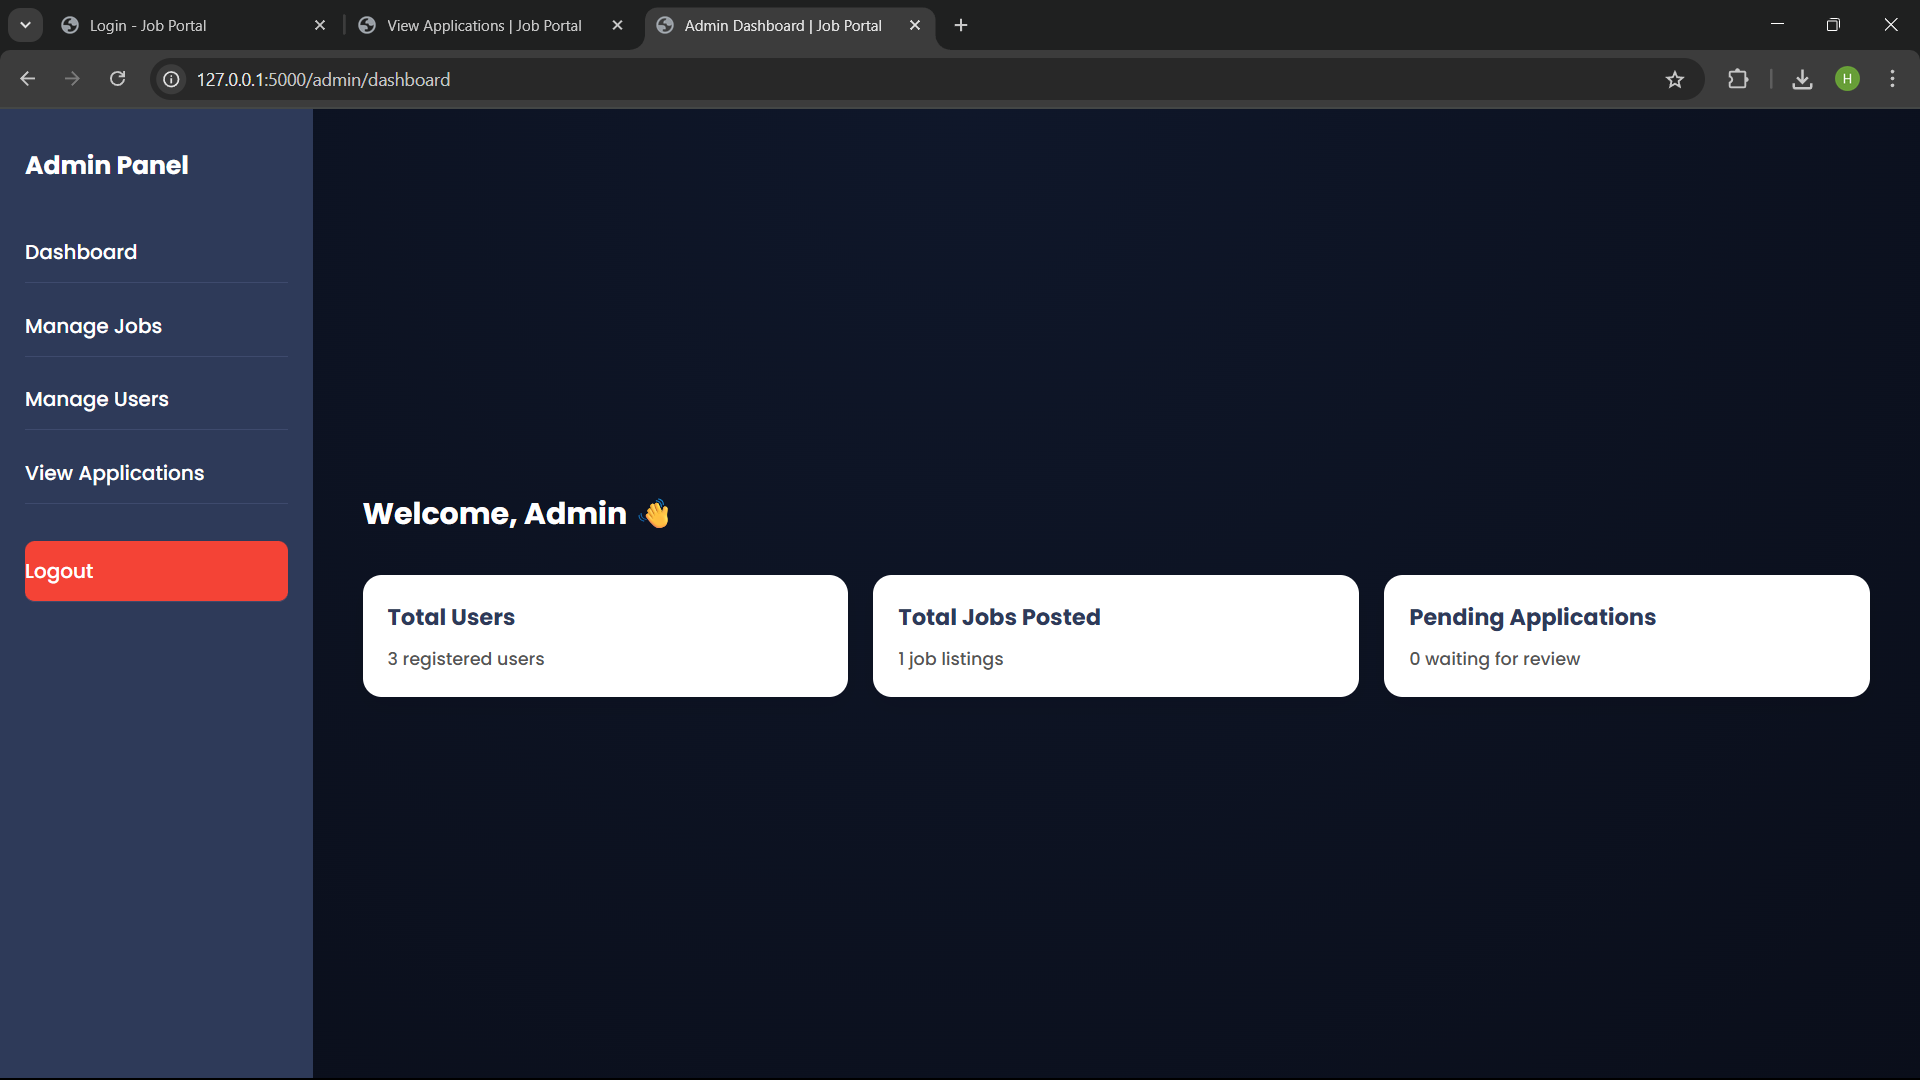 Login - Job Portal
View Applications | Job Portal
Admin Dashboard | Job Portal
127.0.0.1:5000/admin/dashboard
H
Admin Panel
Dashboard
Manage Jobs
Manage Users
View Applications
Logout
Welcome, Admin 👋
Total Users
3 registered users
Total Jobs Posted
1 job listings
Pending Applications
0 waiting for review